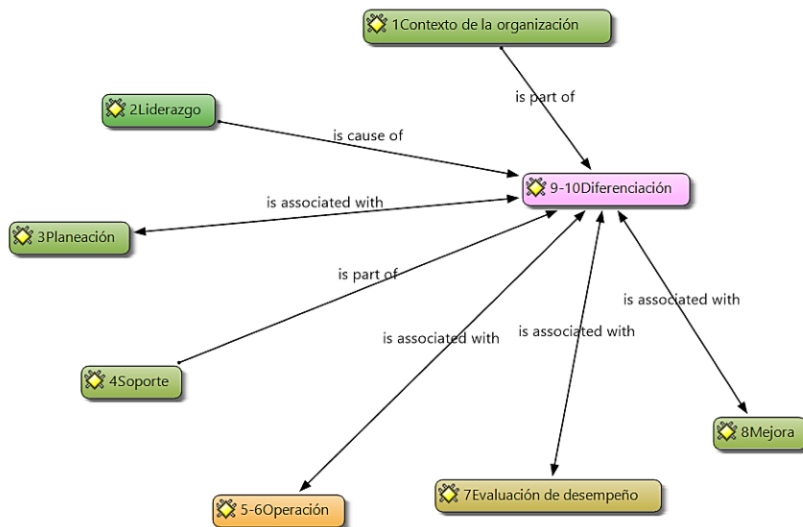 1Contexto de la organización
is part of
2Liderazgo
is cause of
9-10Diferenciación
is associated with
3Planeación
is part of
is associated with
is associated with
is associated with
4Soporte
8Mejora
7Evaluación de desempeño
5-6Operación